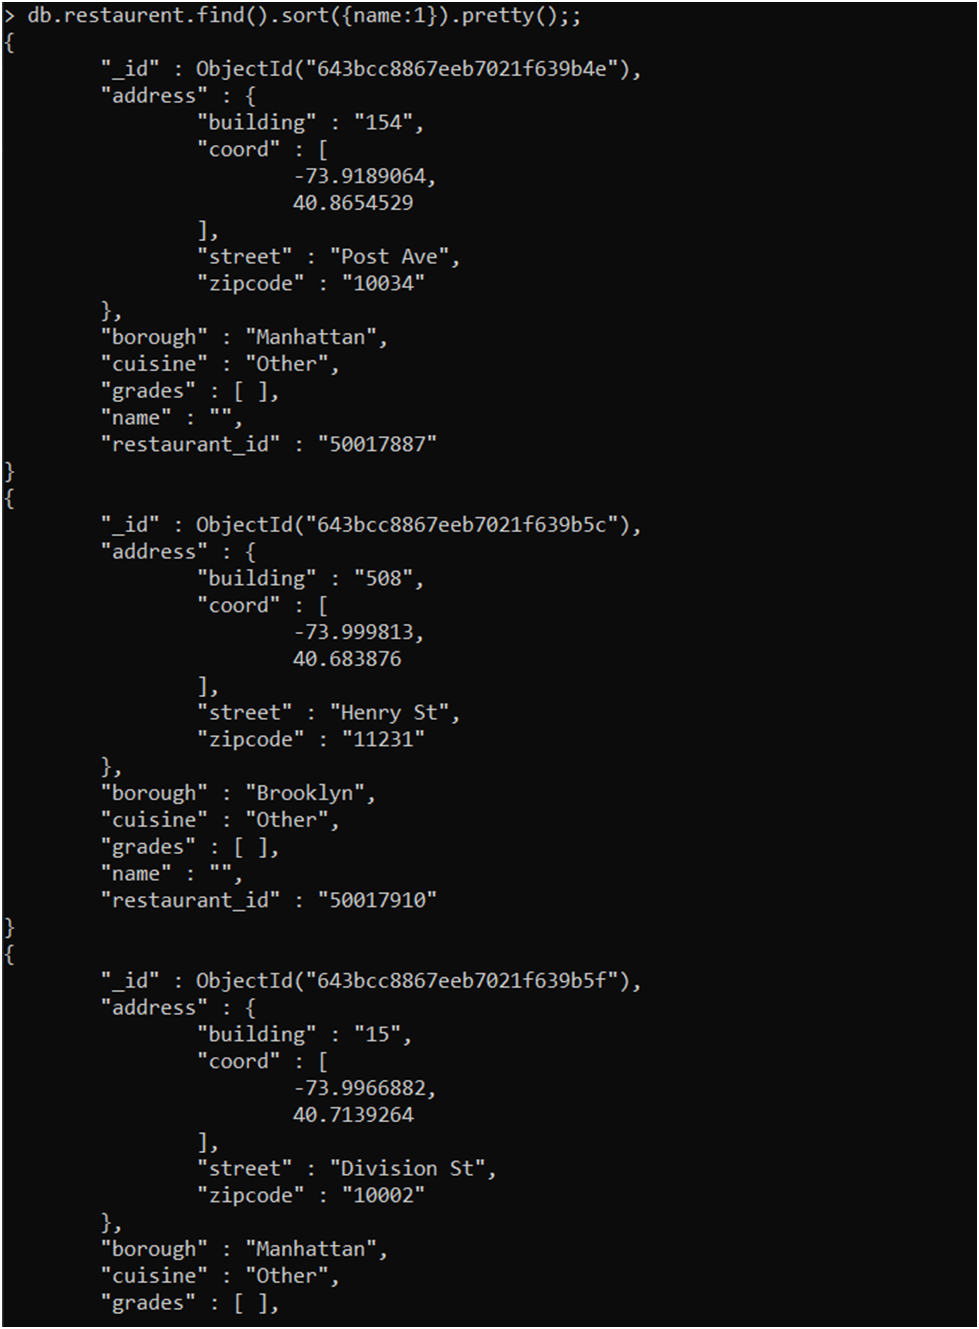 > db.restaurent.find().sort({name:1}).pretty();;
{
        "_id" : ObjectId("643bcc8867eeb7021f639b4e"),
        "address" : {
                "building" : "154",
                "coord" : [
                        -73.9189064,
                        40.8654529
                ],
                "street" : "Post Ave",
                "zipcode" : "10034"
        },
        "borough" : "Manhattan",
        "cuisine" : "Other",
        "grades" : [ ],
        "name" : "",
        "restaurant_id" : "50017887"
}
{
        "_id" : ObjectId("643bcc8867eeb7021f639b5c"),
        "address" : {
                "building" : "508",
                "coord" : [
                        -73.999813,
                        40.683876
                ],
                "street" : "Henry St",
                "zipcode" : "11231"
        },
        "borough" : "Brooklyn",
        "cuisine" : "Other",
        "grades" : [ ],
        "name" : "",
        "restaurant_id" : "50017910"
}
{
        "_id" : ObjectId("643bcc8867eeb7021f639b5f"),
        "address" : {
                "building" : "15",
                "coord" : [
                        -73.9966882,
                        40.7139264
                ],
                "street" : "Division St",
                "zipcode" : "10002"
        },
        "borough" : "Manhattan",
        "cuisine" : "Other",
        "grades" : [ ],